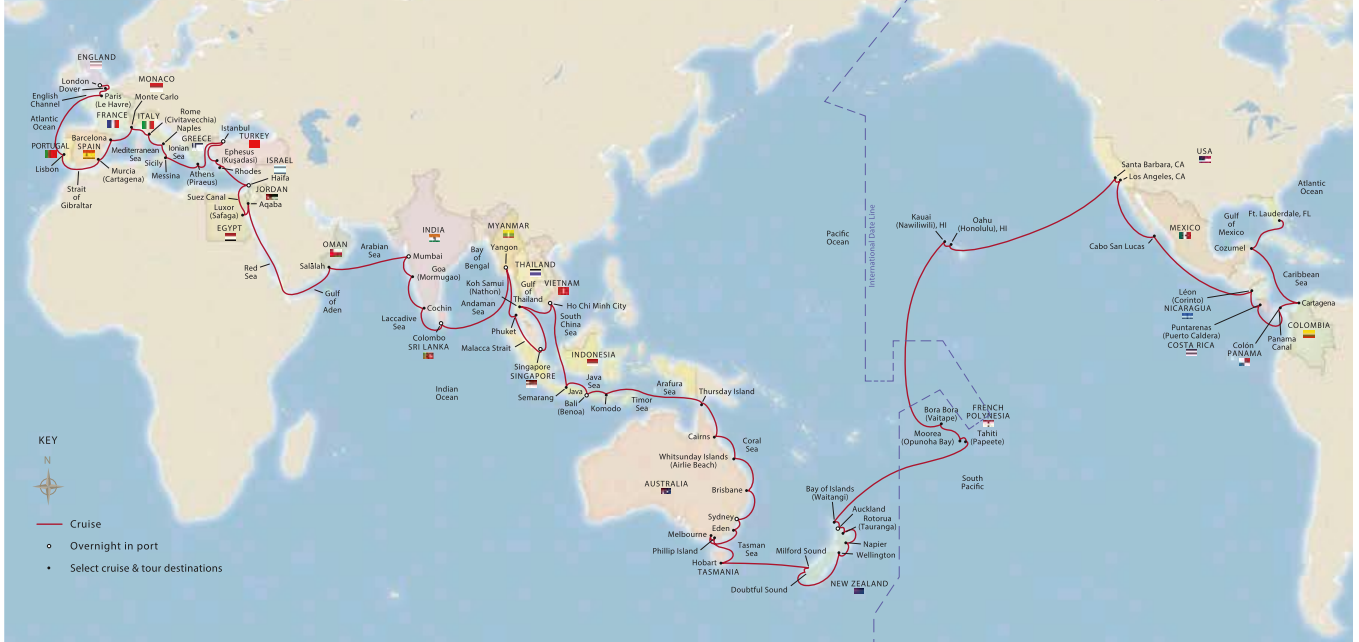 ENGLAND
London
Dover
English
Channel
Paris
(Le Havre)
MONACO
Monte Carlo
FRANCE
ITALY
Rome
(Civitavecchia)
Naples
Atlantic
Ocean
Barcelona
SPAIN
PORTUGAL
Lisbon
Mediterranean
Sea
Ionian
Sea
GREECE
Istanbul
TURKEY
Ephesus
(Kuşadasi)
Sicily
Messina
Athens
(Piraeus)
Rhodes
ISRAEL
Haifa
Murcia
(Cartagena)
Strait
of
Gibraltar
JORDAN
Suez Canal
Aqaba
Luxor
(Safaga)
EGYPT
Red
Sea
OMAN
Salālah
Gulf
of
Aden
Arabian
Sea
INDIA
Mumbai
Goa
(Mormugao)
Cochin
Laccadive
Sea
Colombo
SRI LANKA
Bay
of
Bengal
MYANMAR
Yangon
THAILAND
Koh Samui
(Nathon)
Gulf
of
Thailand
VIETNAM
Andaman
Sea
Ho Chi Minh City
South
China
Sea
Phuket
Malacca Strait
Singapore
SINGAPORE
INDONESIA
Indian
Ocean
Semarang
Java
Java
Sea
Bali
(Benoa)
Komodo
Timor
Sea
Arafura
Sea
Thursday Island
Cairns
Coral
Sea
Whitsunday Islands
(Airlie Beach)
AUSTRALIA
Brisbane
Sydney
Eden
Melbourne
Phillip Island
Tasman
Sea
Hobart
TASMANIA
Milford Sound
Doubtful Sound
Bay of Islands
(Waitangi)
Auckland
Rotorua
(Tauranga)
Napier
Wellington
NEW ZEALAND
Pacific
Ocean
International Date Line
Kauai
(Nawiliwili), HI
Oahu
(Honolulu), HI
Bora Bora
(Vaitape)
FRENCH
POLYNESIA
Moorea
(Opunoha Bay)
Tahiti
(Papeete)
South
Pacific
Santa Barbara, CA
Los Angeles, CA
USA
Atlantic
Ocean
Ft. Lauderdale, FL
Gulf
of
Mexico
MEXICO
Cabo San Lucas
Cozumel
Caribbean
Sea
Léon
(Corinto)
NICARAGUA
Cartagena
Puntarenas
(Puerto Caldera)
COSTA RICA
Colón
PANAMA
Panama
Canal
COLOMBIA
KEY
N
Cruise
Overnight in port
Select cruise & tour destinations